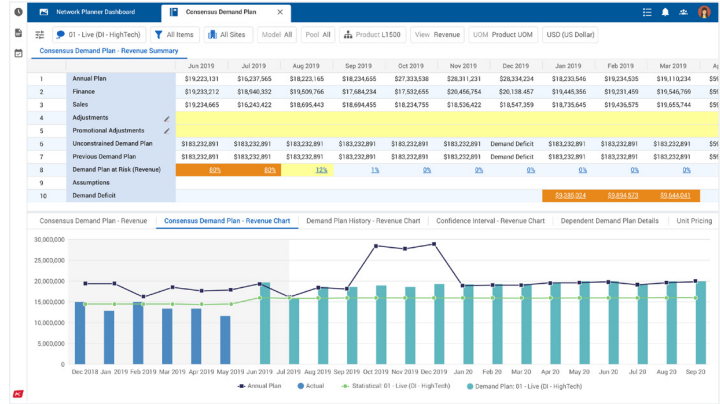 Network Planner Dashboard Consensus Demand Plan ×
01 - Live (DI - HighTech) All Items All Sites Model All Pool All Product L1500 View Revenue UOM Product UOM USD (US Dollar)
Consensus Demand Plan - Revenue Summary
Jun 2019 Jul 2019 Aug 2019 Sep 2019 Oct 2019 Nov 2019 Dec 2019 Jan 2019 Feb 2019 Mar 2019
1 Annual Plan $19,223,131 $16,237,565 $18,223,165 $18,234,655 $27,333,538 $28,311,231 $28,334,234 $18,233,546 $19,234,535 $19,110,234
2 Finance $19,233,212 $18,940,332 $19,509,766 $17,684,234 $17,532,655 $20,456,754 $20,138-457 $19,445,356 $19,231,459 $19,546,769
3 Sales $19,234,665 $16,243,422 $18,695,443 $18,694,455 $18,234,755 $18,536,422 $18,547,359 $18,735,645 $19,436,575 $19,655,744
4 Adjustments
5 Promotional Adjustments
6 Unconstrained Demand Plan $183,232,891 $183,232,891 $183,232,891 $183,232,891 $183,232,891 $183,232,891 Demand Deficit $183,232,891 $183,232,891 $183,232,891
7 Previous Demand Plan $183,232,891 $183,232,891 $183,232,891 $183,232,891 $183,232,891 $183,232,891 Demand Deficit $183,232,891 $183,232,891 $183,232,891
8 Demand Plan at Risk (Revenue) 80% 80% 12% 1% 0% 0% 0% 0% 0% 0%
9 Assumptions
10 Demand Deficit $9,385,024 $9,894,573 $9,644,641
Consensus Demand Plan - Revenue Consensus Demand Plan - Revenue Chart Demand Plan History - Revenue Chart Confidence Interval - Revenue Chart Dependent Demand Plan Details Unit Pricing
30,000,000
25,000,000
20,000,000
15,000,000
10,000,000
5,000,000
0
Dec 2018 Jan 2019 Feb 2019 Mar 2019 Apr 2019 May 2019 Jun 2019 Jul 2019 Aug 2019 Sep 2019 Oct 2019 Nov 2019 Dec 2019 Jan 20 Feb 20 Mar 20 Apr 20 May 20 Jun 20 Jul 20 Aug 20 Sep 20
Annual Plan Actual Statistical: 01 - Live (DI - HighTech) Demand Plan: 01 - Live (DI - HighTech)